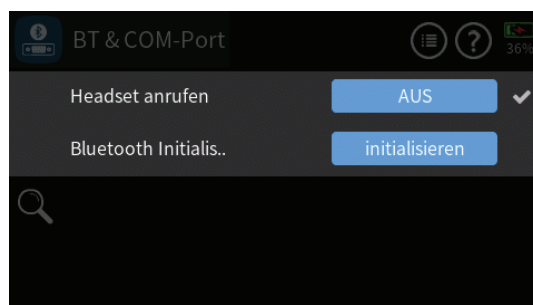 BT & COM-Port
36%
Headset anrufen AUS
Bluetooth Initialis.. initialisieren